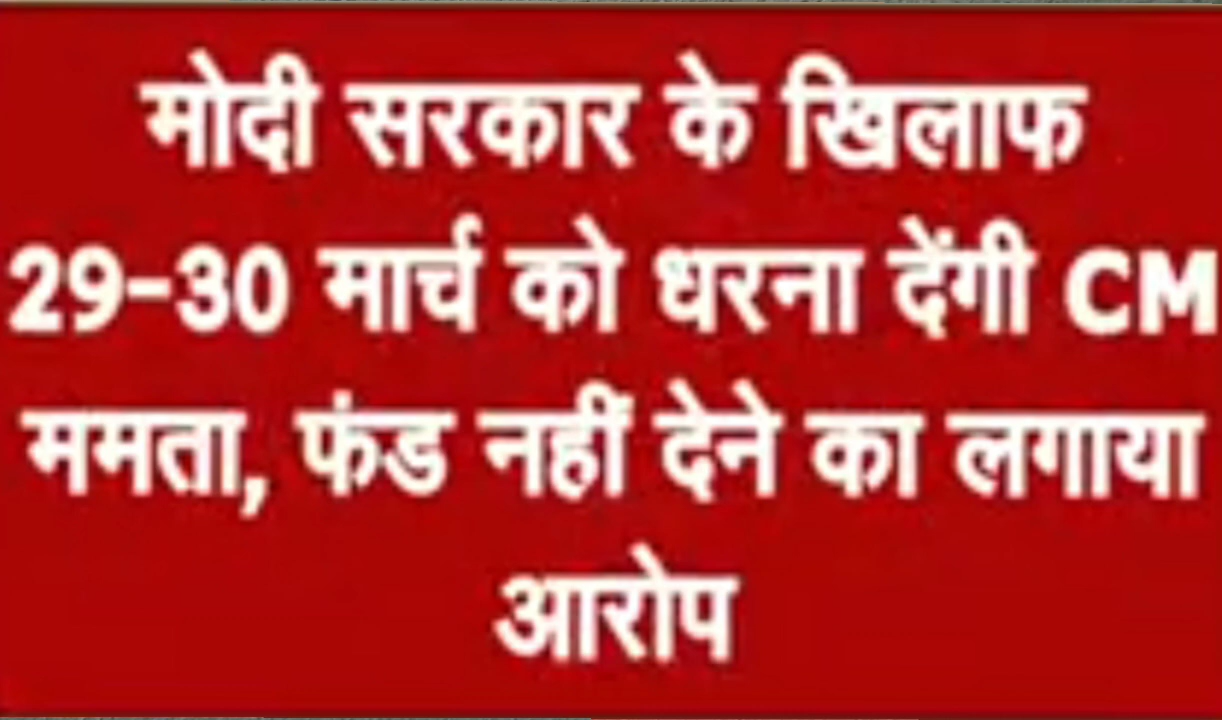 मोदी सरकार के खिलाफ
29-30 मार्च को धरना देंगी CM
ममता, फंड नहीं देने का लगाया
आरोप